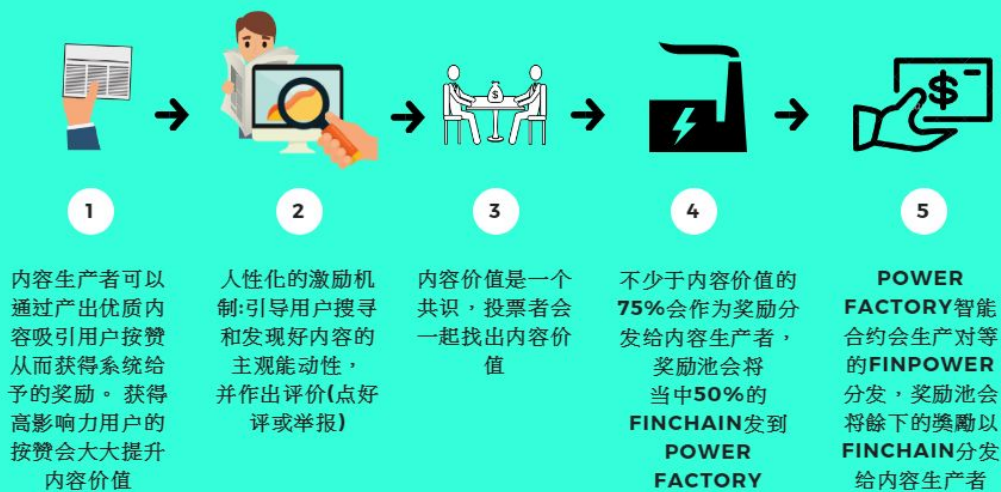 1
内容生产者可以
通过产出优质内
容吸引用户按赞
从而获得系统给
予的奖励。 获得
高影响力用户的
按赞会大大提升
内容价值
2
人性化的激励机
制:引导用户搜寻
和发现好内容的
主观能动性，
并作出评价(点好
评或举报)
3
内容价值是一个
共识，投票者会
一起找出内容价
值
4
不少于内容价值的
75%会作为奖励分
发给内容生产者，
奖励池会将
当中50%的
FINCHAIN发到
POWER
FACTORY
5
POWER
FACTORY智能
合约会生产对等
的FINPOWER
分发，奖励池会
将餘下的獎勵以
FINCHAIN分发
给内容生产者